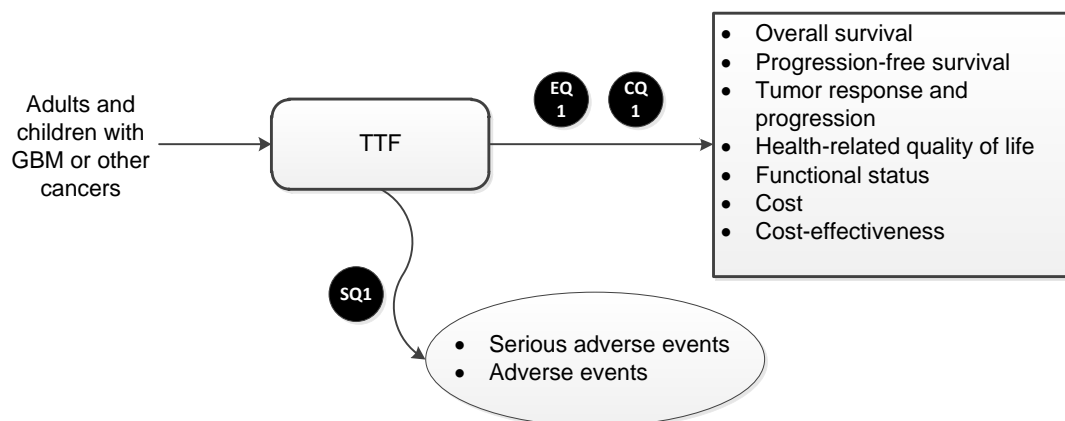 Adults and
children with
GBM or other
cancers
TTF
EQ
1
CQ
1
• Overall survival
• Progression-free survival
• Tumor response and
progression
• Health-related quality of life
• Functional status
• Cost
• Cost-effectiveness
SQ1
• Serious adverse events
• Adverse events